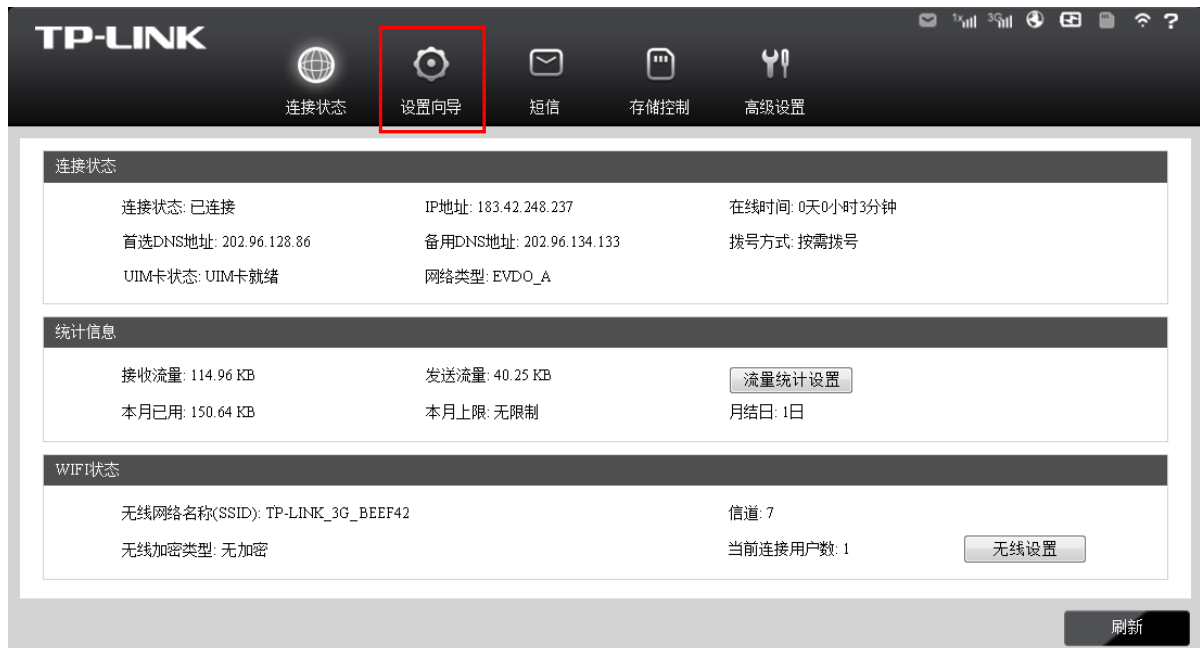 TP-LINK
1x 3G ?
连接状态 设置向导 短信 存储控制 高级设置
连接状态
连接状态: 已连接 IP地址: 183.42.248.237 在线时间: 0天0小时3分钟
首选DNS地址: 202.96.128.86 备用DNS地址: 202.96.134.133 拨号方式: 按需拨号
UIM卡状态: UIM卡就绪 网络类型: EVDO_A
统计信息
接收流量: 114.96 KB 发送流量: 40.25 KB 流量统计设置
本月已用: 150.64 KB 本月上限: 无限制 月结日: 1日
WIFI状态
无线网络名称(SSID): TP-LINK_3G_BEEF42 信道: 7
无线加密类型: 无加密 当前连接用户数: 1 无线设置
刷新